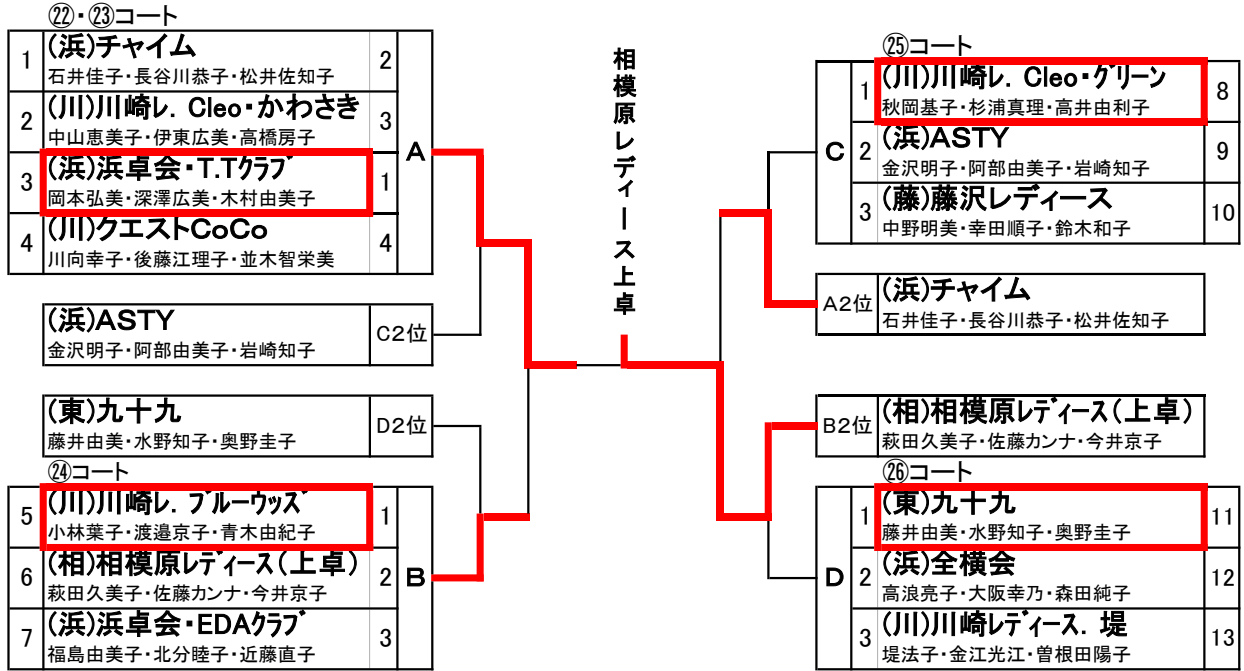 ㉒・㉓コート
1 (浜)チャイム 2
石井佳子・長谷川恭子・松井佐知子
2 (川)川崎レ. Cleo・かわさき 3
中山恵美子・伊東広美・高橋房子
A
3 (浜)浜卓会・T.Tクラブ 1
岡本弘美・深澤広美・木村由美子
4 (川)クエストCoCo 4
川向幸子・後藤江理子・並木智栄美
(浜)ASTY C2位
金沢明子・阿部由美子・岩崎知子
(東)九十九 D2位
藤井由美・水野知子・奥野圭子
㉔コート
5 (川)川崎レ. ブルーウッズ 1
小林葉子・渡邉京子・青木由紀子
6 (相)相模原レディース(上卓) 2 B
萩田久美子・佐藤カンナ・今井京子
7 (浜)浜卓会・EDAクラブ 3
福島由美子・北分睦子・近藤直子
相模原レディース上卓
㉕コート
1 (川)川崎レ. Cleo・グリーン 8
秋岡基子・杉浦真理・高井由利子
C 2 (浜)ASTY 9
金沢明子・阿部由美子・岩崎知子
3 (藤)藤沢レディース 10
中野明美・幸田順子・鈴木和子
A2位 (浜)チャイム
石井佳子・長谷川恭子・松井佐知子
B2位 (相)相模原レディース(上卓)
萩田久美子・佐藤カンナ・今井京子
㉖コート
1 (東)九十九 11
藤井由美・水野知子・奥野圭子
D 2 (浜)全横会 12
高浪亮子・大阪幸乃・森田純子
3 (川)川崎レディース. 堤 13
堤法子・金江光江・曽根田陽子